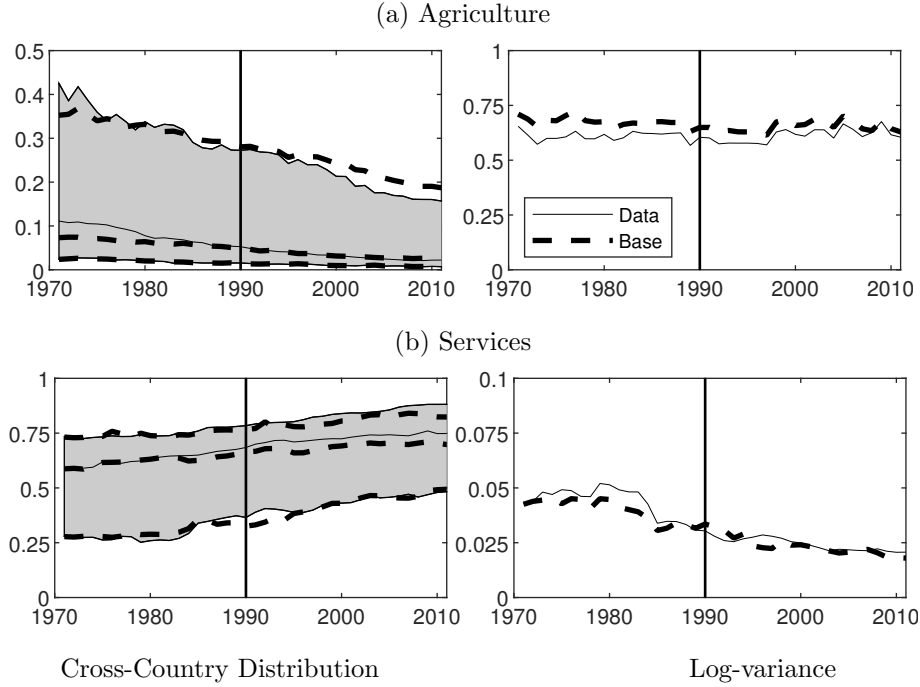 (a) Agriculture
0.5
0.4
0.3
0.2
0.1
0
1970 1980 1990 2000 2010
1
0.75
0.5
0.25
0
Data
Base
1970 1980 1990 2000 2010
(b) Services
1
0.75
0.5
0.25
0
1970 1980 1990 2000 2010
0.1
0.075
0.05
0.025
0
1970 1980 1990 2000 2010
Cross-Country Distribution
Log-variance